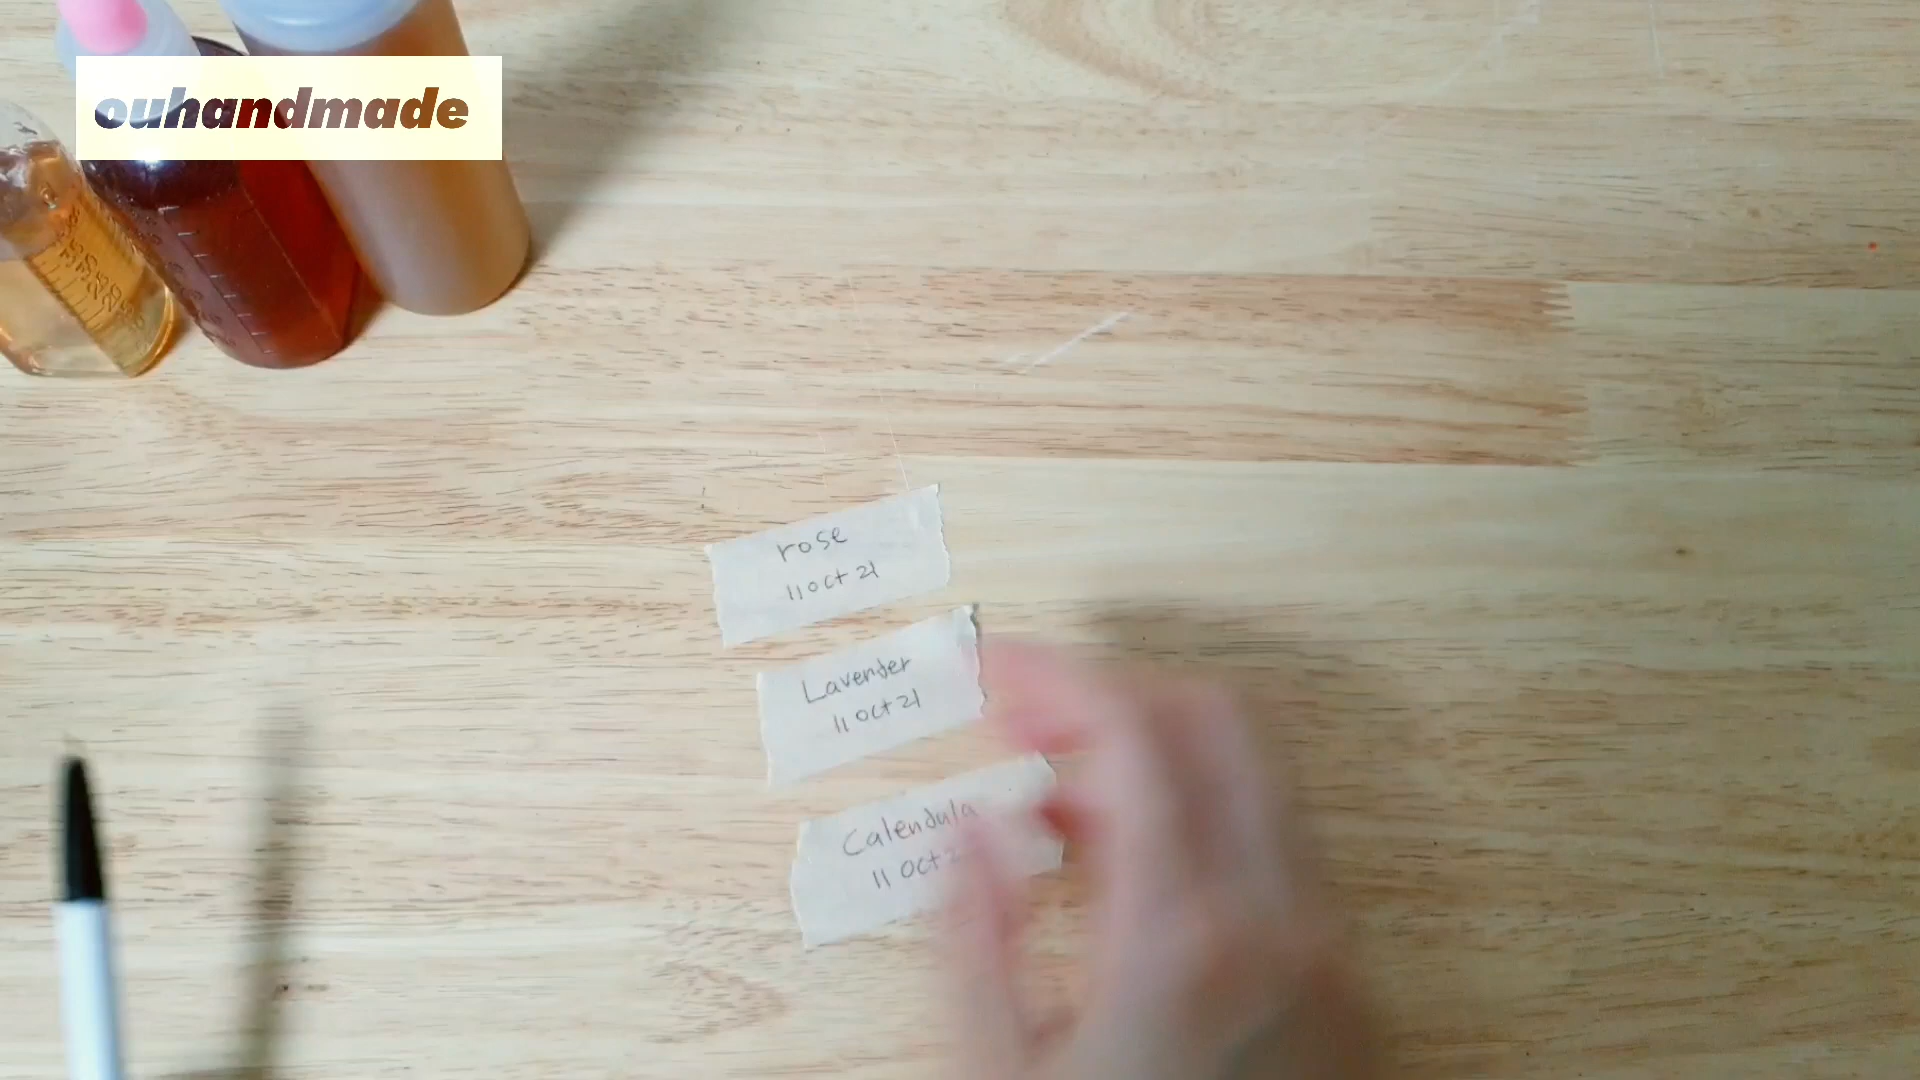 ouhandmade
rose
11 Oct 21
Lavender
11 Oct 21
Calendula
11 Oct